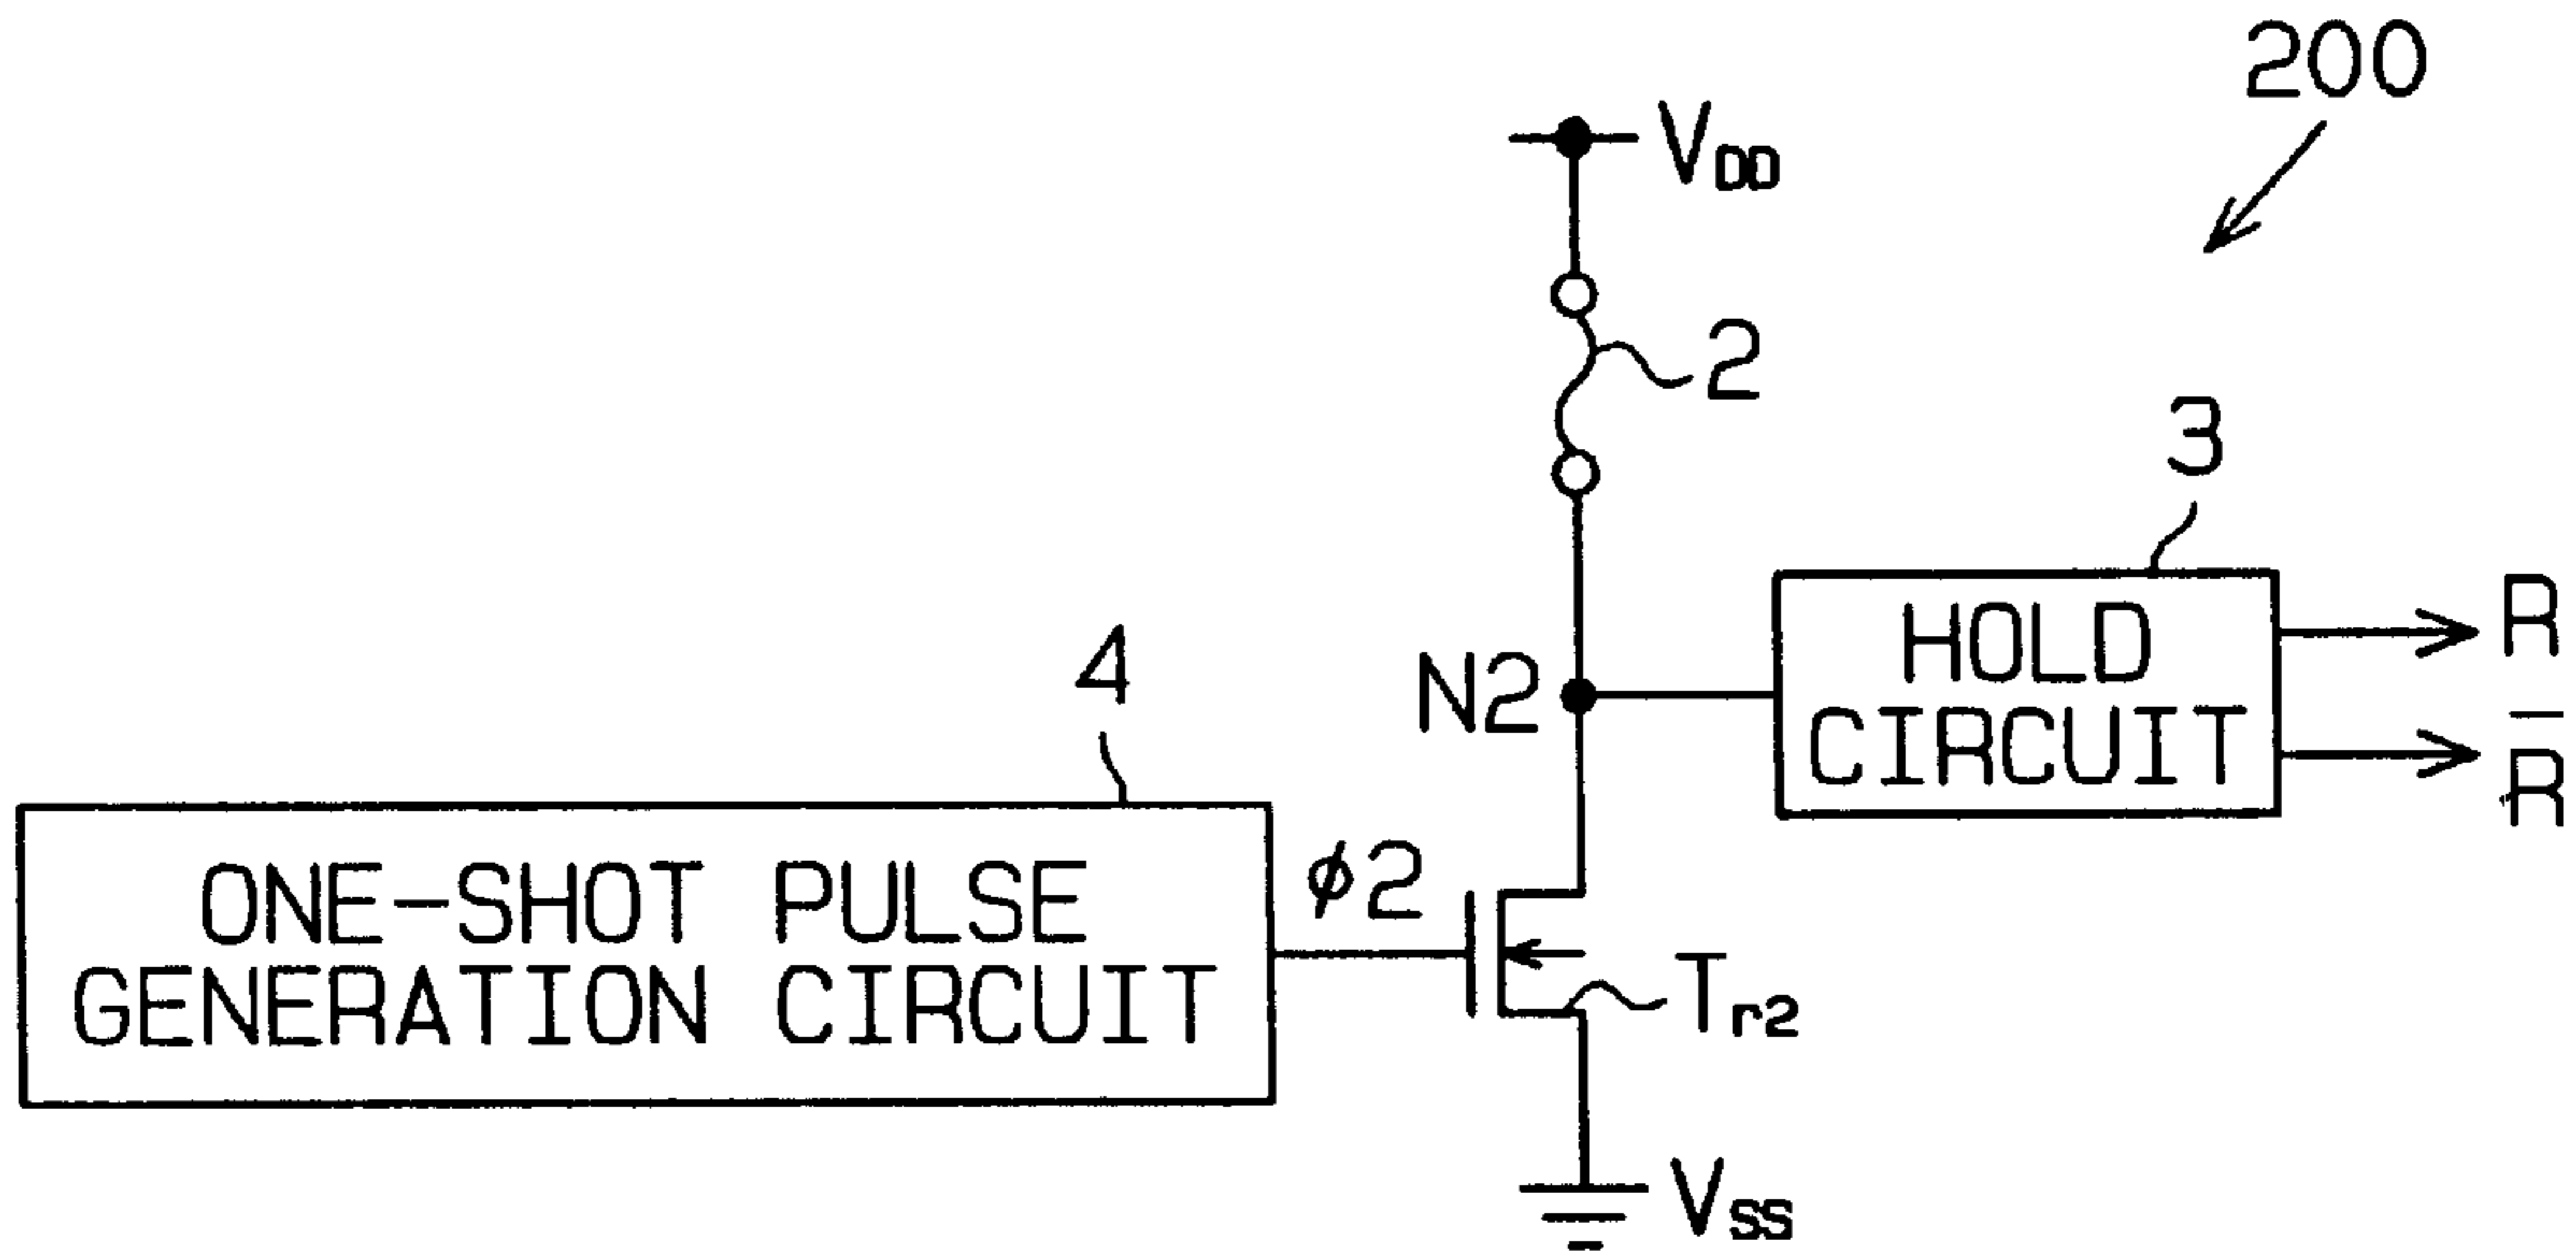 200
VDD
2
3
HOLD
CIRCUIT
R
R̅
N2
4
ONE-SHOT PULSE
GENERATION CIRCUIT
ϕ2
Tr2
VSS